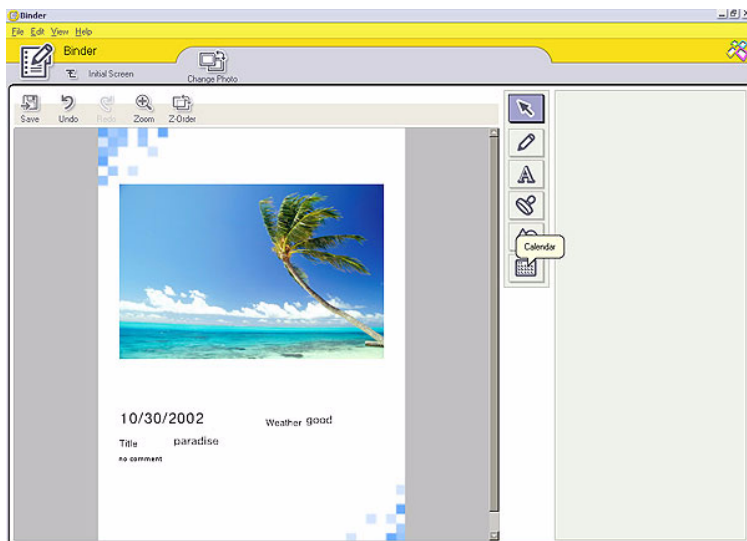 Binder
File Edit View Help
Binder
Initial Screen
Change Photo
Save Undo Redo Zoom Z-Order
A
Calendar
10/30/2002
Weather good
Title paradise
no comment